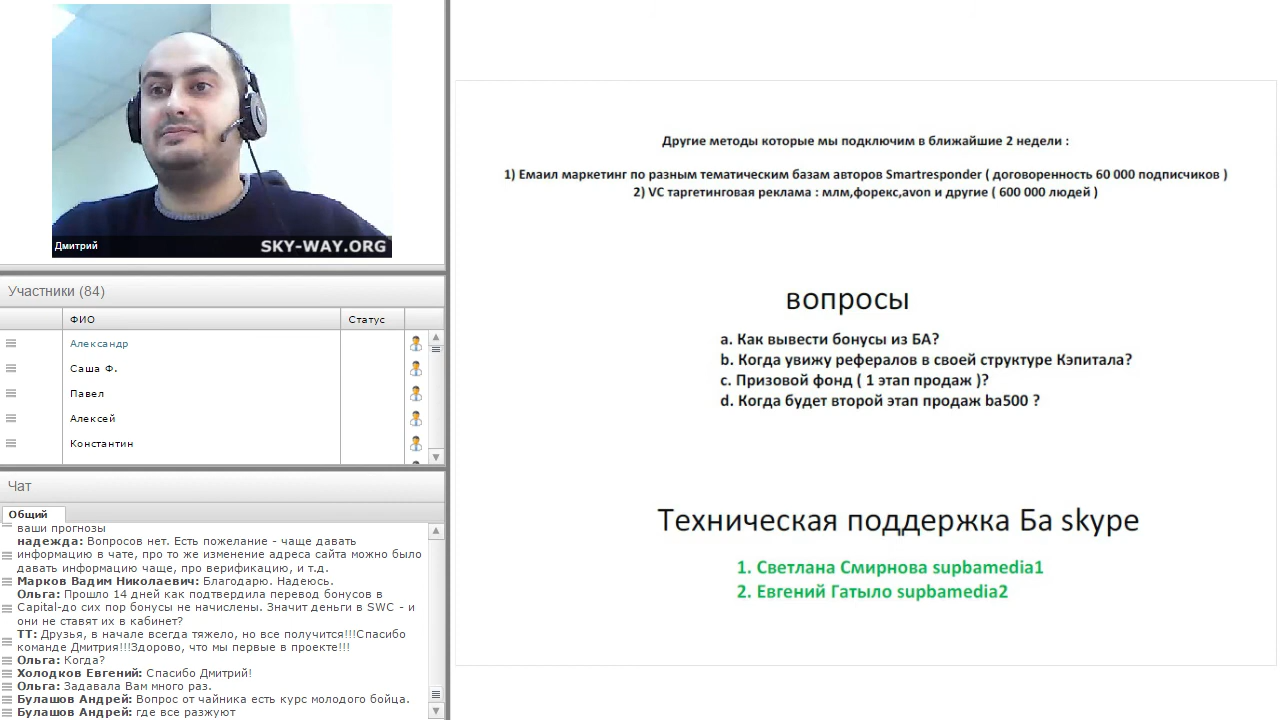 Дмитрий
SKY-WAY.ORG
Участники (84)
ФИО
Статус
Александр
Саша Ф.
Павел
Алексей
Константин
Чат
Общий
ваши прогнозы
надежда: Вопросов нет. Есть пожелание - чаще давать
информацию в чате, про то же изменение адреса сайта можно было
давать информацию чаще, про верификацию, и т.д.
Марков Вадим Николаевич: Благодарю. Надеюсь.
Ольга: Прошло 14 дней как подтвердила перевод бонусов в
Capital-до сих пор бонусы не начислены. Значит деньги в SWC - и
они не ставят их в кабинет?
ТТ: Друзья, в начале всегда тяжело, но все получится!!!Спасибо
команде Дмитрия!!!Здорово, что мы первые в проекте!!!
Ольга: Когда?
Холодков Евгений: Спасибо Дмитрий!
Ольга: Задавала Вам много раз.
Булашов Андрей: Вопрос от чайника есть курс молодого бойца.
Булашов Андрей: где все разжуют
Другие методы которые мы подключим в ближайшие 2 недели :
1) Емаил маркетинг по разным тематическим базам авторов Smartresponder ( договоренность 60 000 подписчиков )
2) VC таргетинговая реклама : млм,форекс,avon и другие ( 600 000 людей )
вопросы
a. Как вывести бонусы из БА?
b. Когда увижу рефералов в своей структуре Кэпитала?
c. Призовой фонд ( 1 этап продаж )?
d. Когда будет второй этап продаж ba500 ?
Техническая поддержка Ба skype
1. Светлана Смирнова supbamedia1
2. Евгений Гатыло supbamedia2